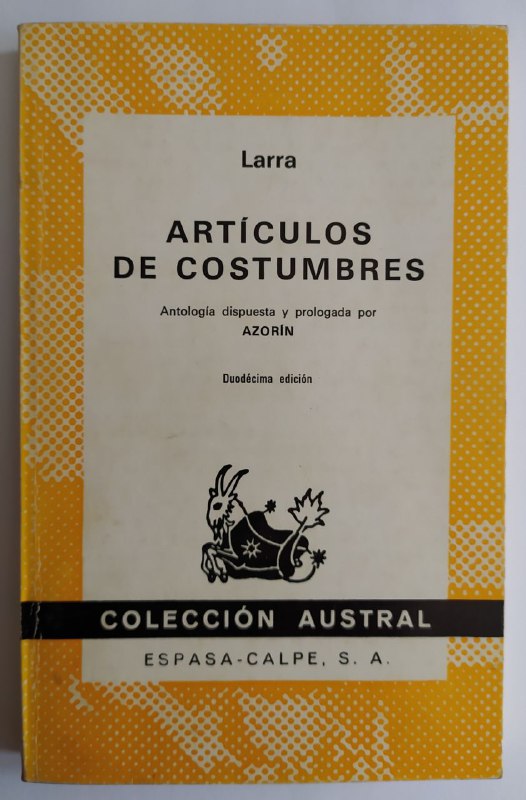 Larra
ARTÍCULOS
DE COSTUMBRES
Antología dispuesta y prologada por
AZORÍN
Duodécima edición
COLECCIÓN AUSTRAL
ESPASA-CALPE, S. A.